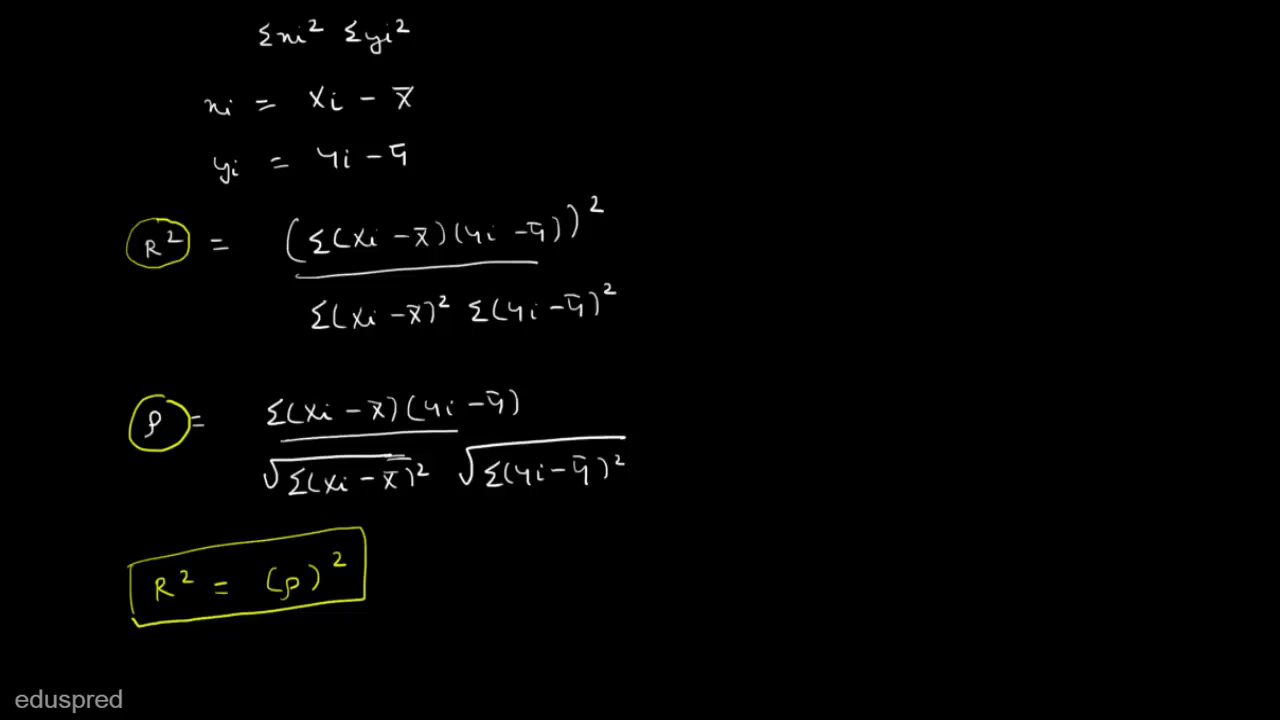 Σxi² Σyi²
xi = Xi − X̄
yi = Yi − Ȳ
R² = (Σ(Xi − X̄)(Yi − Ȳ))²
Σ(Xi − X̄)² Σ(Yi − Ȳ)²
ρ = Σ(Xi − X̄)(Yi − Ȳ)
√Σ(Xi − X̄)² √Σ(Yi − Ȳ)²
R² = (ρ)²
eduspred